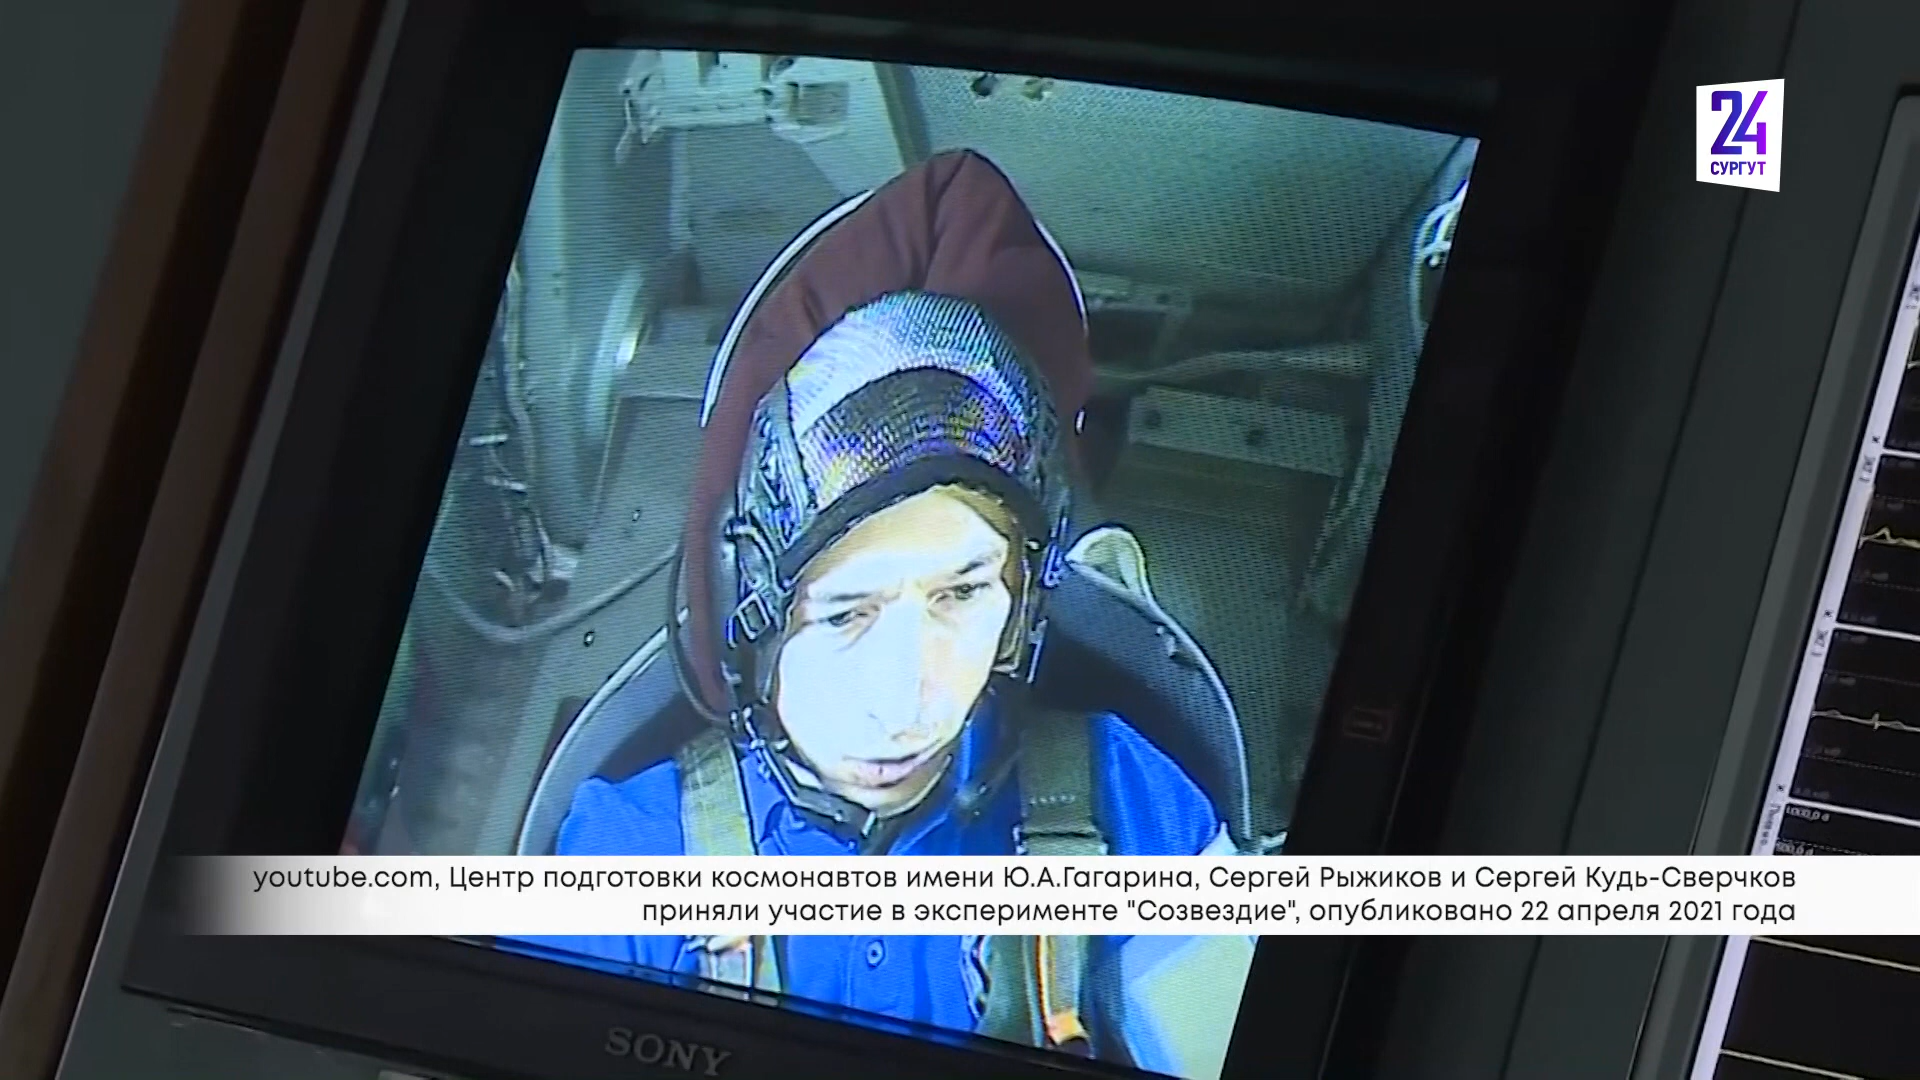 24
СУРГУТ
youtube.com, Центр подготовки космонавтов имени Ю.А.Гагарина, Сергей Рыжиков и Сергей Кудь-Сверчков
приняли участие в эксперименте "Созвездие", опубликовано 22 апреля 2021 года
SONY